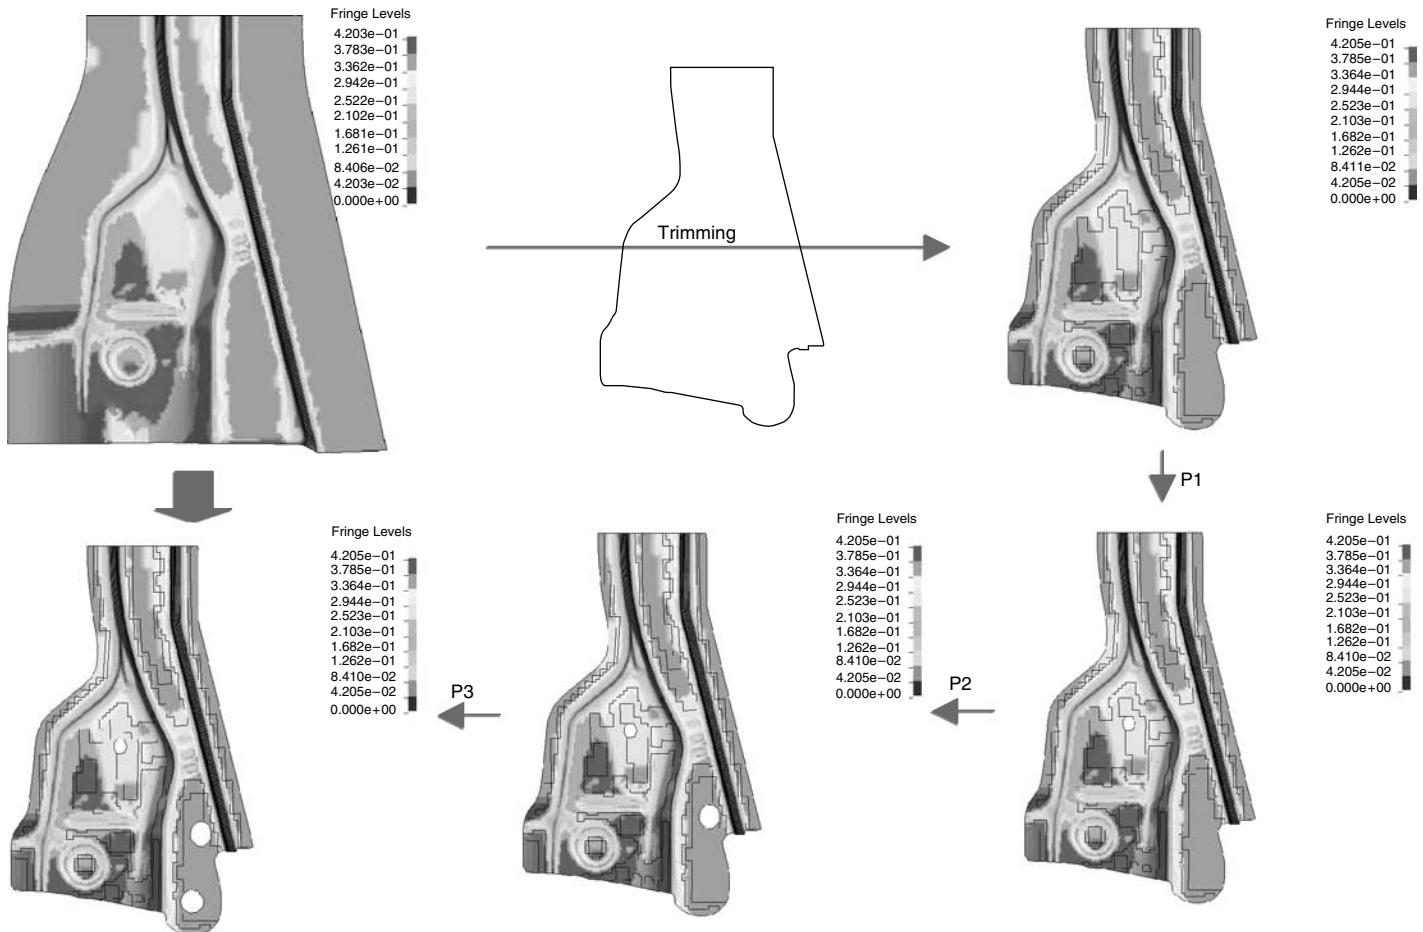 Fringe Levels
4.203e−01
3.783e−01
3.362e−01
2.942e−01
2.522e−01
2.102e−01
1.681e−01
1.261e−01
8.406e−02
4.203e−02
0.000e+00
Trimming
Fringe Levels
4.205e−01
3.785e−01
3.364e−01
2.944e−01
2.523e−01
2.103e−01
1.682e−01
1.262e−01
8.411e−02
4.205e−02
0.000e+00
P1
Fringe Levels
4.205e−01
3.785e−01
3.364e−01
2.944e−01
2.523e−01
2.103e−01
1.682e−01
1.262e−01
8.410e−02
4.205e−02
0.000e+00
P2
Fringe Levels
4.205e−01
3.785e−01
3.364e−01
2.944e−01
2.523e−01
2.103e−01
1.682e−01
1.262e−01
8.410e−02
4.205e−02
0.000e+00
P3
Fringe Levels
4.205e−01
3.785e−01
3.364e−01
2.944e−01
2.523e−01
2.103e−01
1.682e−01
1.262e−01
8.410e−02
4.205e−02
0.000e+00